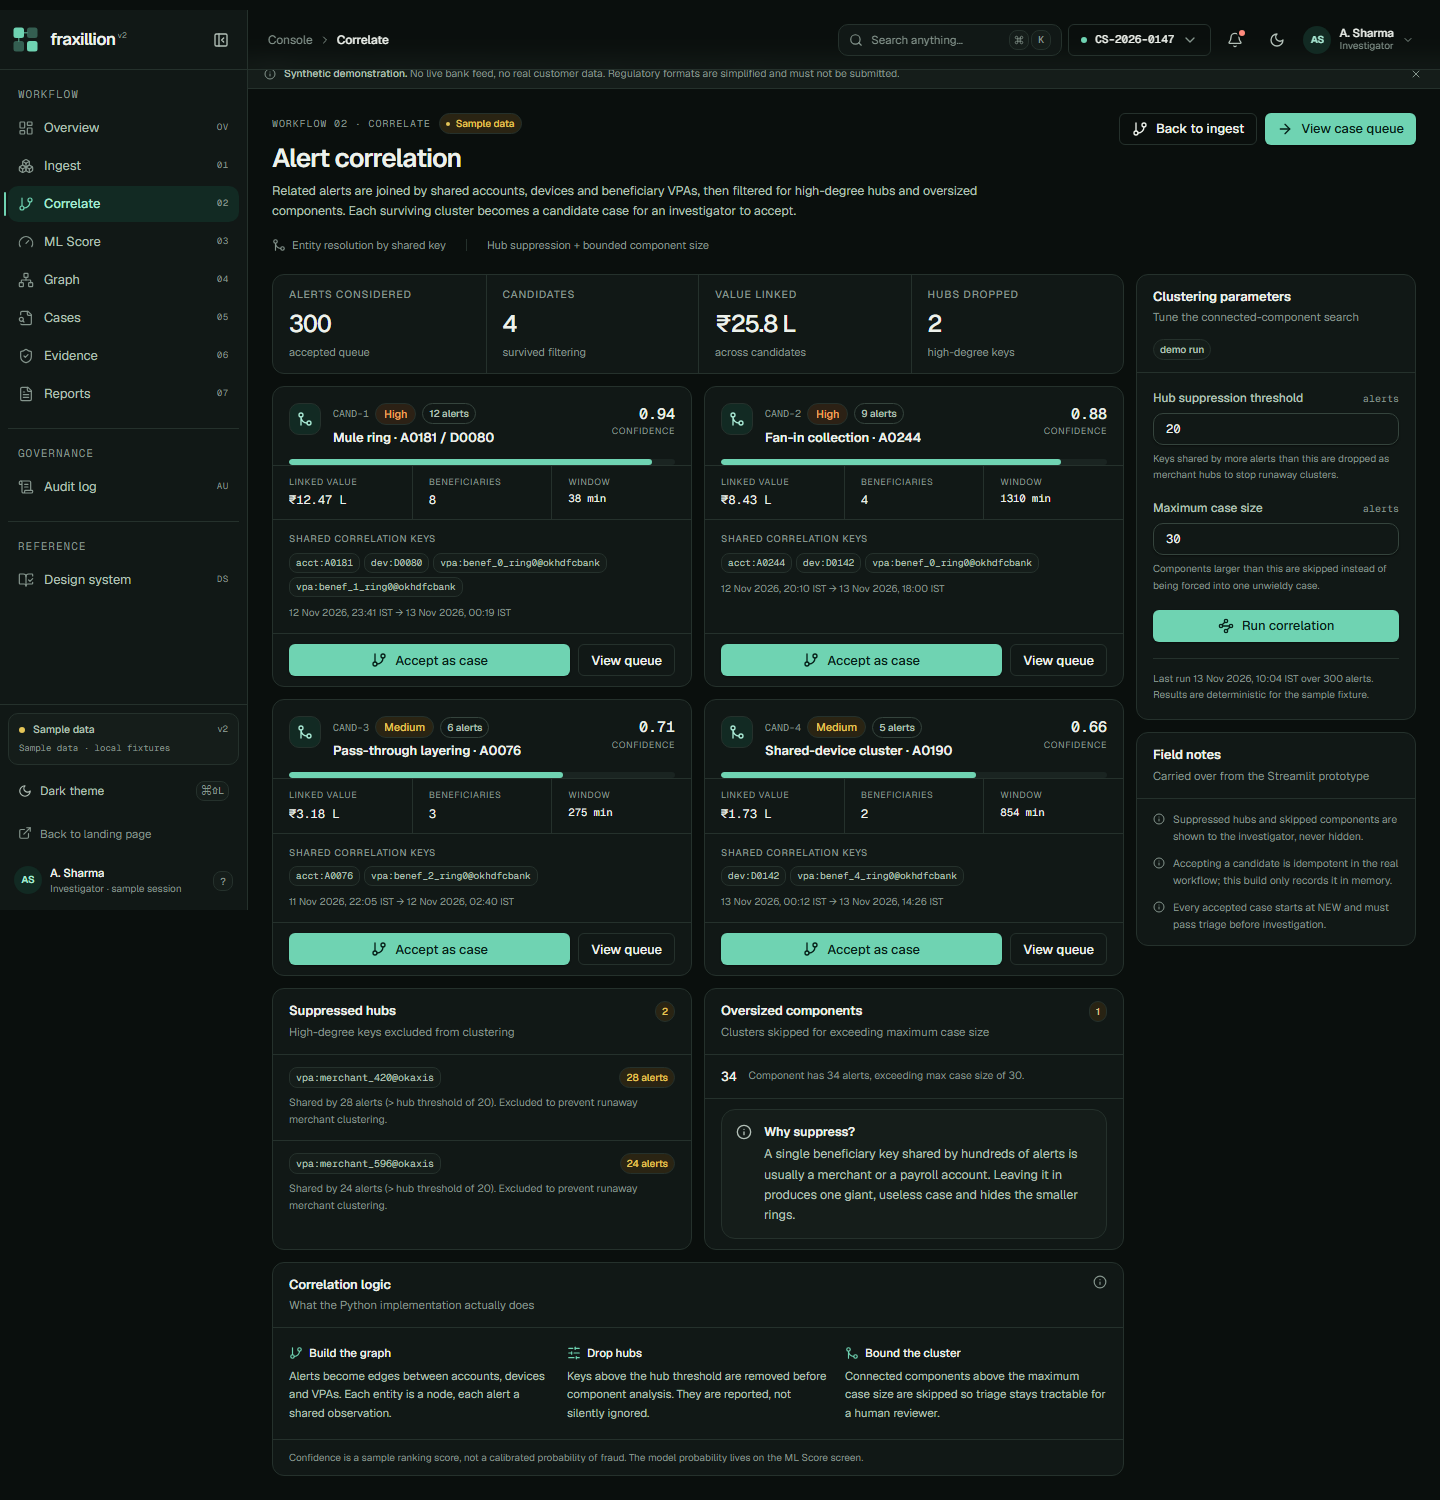 fraxillion v2
Console > Correlate
Search anything... ⌘ K
CS-2026-0147
AS
A. Sharma
Investigator
Synthetic demonstration. No live bank feed, no real customer data. Regulatory formats are simplified and must not be submitted.
WORKFLOW
Overview OV
Ingest 01
Correlate 02
ML Score 03
Graph 04
Cases 05
Evidence 06
Reports 07
GOVERNANCE
Audit log AU
REFERENCE
Design system DS
Sample data v2
Sample data · local fixtures
Dark theme ⌘⇧L
Back to landing page
AS
A. Sharma
Investigator · sample session
?
WORKFLOW 02 · CORRELATE Sample data
Back to ingest
View case queue
Alert correlation
Related alerts are joined by shared accounts, devices and beneficiary VPAs, then filtered for high-degree hubs and oversized
components. Each surviving cluster becomes a candidate case for an investigator to accept.
Entity resolution by shared key
Hub suppression + bounded component size
ALERTS CONSIDERED
300
accepted queue
CANDIDATES
4
survived filtering
VALUE LINKED
₹25.8 L
across candidates
HUBS DROPPED
2
high-degree keys
CAND-1 High 12 alerts
Mule ring · A0181 / D0080
0.94
CONFIDENCE
LINKED VALUE
₹12.47 L
BENEFICIARIES
8
WINDOW
38 min
SHARED CORRELATION KEYS
acct:A0181 dev:D0080 vpa:benef_0_ring0@okhdfcbank
vpa:benef_1_ring0@okhdfcbank
12 Nov 2026, 23:41 IST → 13 Nov 2026, 00:19 IST
Accept as case
View queue
CAND-2 High 9 alerts
Fan-in collection · A0244
0.88
CONFIDENCE
LINKED VALUE
₹8.43 L
BENEFICIARIES
4
WINDOW
1310 min
SHARED CORRELATION KEYS
acct:A0244 dev:D0142 vpa:benef_0_ring0@okhdfcbank
12 Nov 2026, 20:10 IST → 13 Nov 2026, 18:00 IST
Accept as case
View queue
CAND-3 Medium 6 alerts
Pass-through layering · A0076
0.71
CONFIDENCE
LINKED VALUE
₹3.18 L
BENEFICIARIES
3
WINDOW
275 min
SHARED CORRELATION KEYS
acct:A0076 vpa:benef_2_ring0@okhdfcbank
11 Nov 2026, 22:05 IST → 12 Nov 2026, 02:40 IST
Accept as case
View queue
CAND-4 Medium 5 alerts
Shared-device cluster · A0190
0.66
CONFIDENCE
LINKED VALUE
₹1.73 L
BENEFICIARIES
2
WINDOW
854 min
SHARED CORRELATION KEYS
dev:D0142 vpa:benef_4_ring0@okhdfcbank
13 Nov 2026, 00:12 IST → 13 Nov 2026, 14:26 IST
Accept as case
View queue
Suppressed hubs 2
High-degree keys excluded from clustering
vpa:merchant_420@okaxis 28 alerts
Shared by 28 alerts (> hub threshold of 20). Excluded to prevent runaway
merchant clustering.
vpa:merchant_596@okaxis 24 alerts
Shared by 24 alerts (> hub threshold of 20). Excluded to prevent runaway
merchant clustering.
Oversized components 1
Clusters skipped for exceeding maximum case size
34 Component has 34 alerts, exceeding max case size of 30.
Why suppress?
A single beneficiary key shared by hundreds of alerts is
usually a merchant or a payroll account. Leaving it in
produces one giant, useless case and hides the smaller
rings.
Correlation logic
What the Python implementation actually does
Build the graph
Alerts become edges between accounts, devices
and VPAs. Each entity is a node, each alert a
shared observation.
Drop hubs
Keys above the hub threshold are removed before
component analysis. They are reported, not
silently ignored.
Bound the cluster
Connected components above the maximum
case size are skipped so triage stays tractable for
a human reviewer.
Confidence is a sample ranking score, not a calibrated probability of fraud. The model probability lives on the ML Score screen.
Clustering parameters
Tune the connected-component search
demo run
Hub suppression threshold alerts
20
Keys shared by more alerts than this are dropped as
merchant hubs to stop runaway clusters.
Maximum case size alerts
30
Components larger than this are skipped instead of
being forced into one unwieldy case.
Run correlation
Last run 13 Nov 2026, 10:04 IST over 300 alerts.
Results are deterministic for the sample fixture.
Field notes
Carried over from the Streamlit prototype
Suppressed hubs and skipped components are
shown to the investigator, never hidden.
Accepting a candidate is idempotent in the real
workflow; this build only records it in memory.
Every accepted case starts at NEW and must
pass triage before investigation.